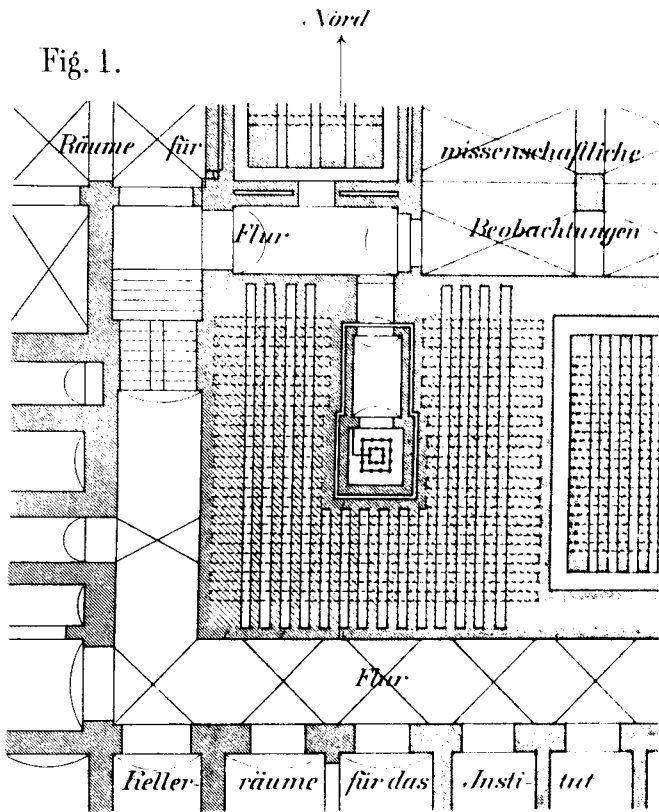 Nord
Fig. 1.
Räume für
wissenschaftliche
Flur
Beobachtungen
Flur
Keller- räume für das Insti- tut